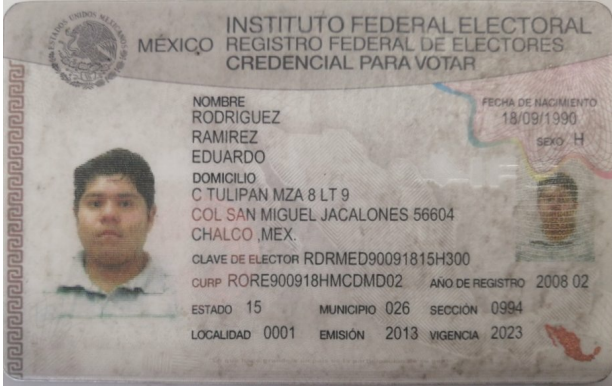 ESTADOS UNIDOS MEXICANOS
MÉXICO
INSTITUTO FEDERAL ELECTORAL
REGISTRO FEDERAL DE ELECTORES
CREDENCIAL PARA VOTAR
NOMBRE
RODRIGUEZ
RAMIREZ
EDUARDO
FECHA DE NACIMIENTO
18/09/1990
SEXO H
DOMICILIO
C TULIPAN MZA 8 LT 9
COL SAN MIGUEL JACALONES 56604
CHALCO ,MEX.
CLAVE DE ELECTOR RDRMED90091815H300
CURP RORE900918HMCDMD02 AÑO DE REGISTRO 2008 02
ESTADO 15 MUNICIPIO 026 SECCIÓN 0994
LOCALIDAD 0001 EMISIÓN 2013 VIGENCIA 2023